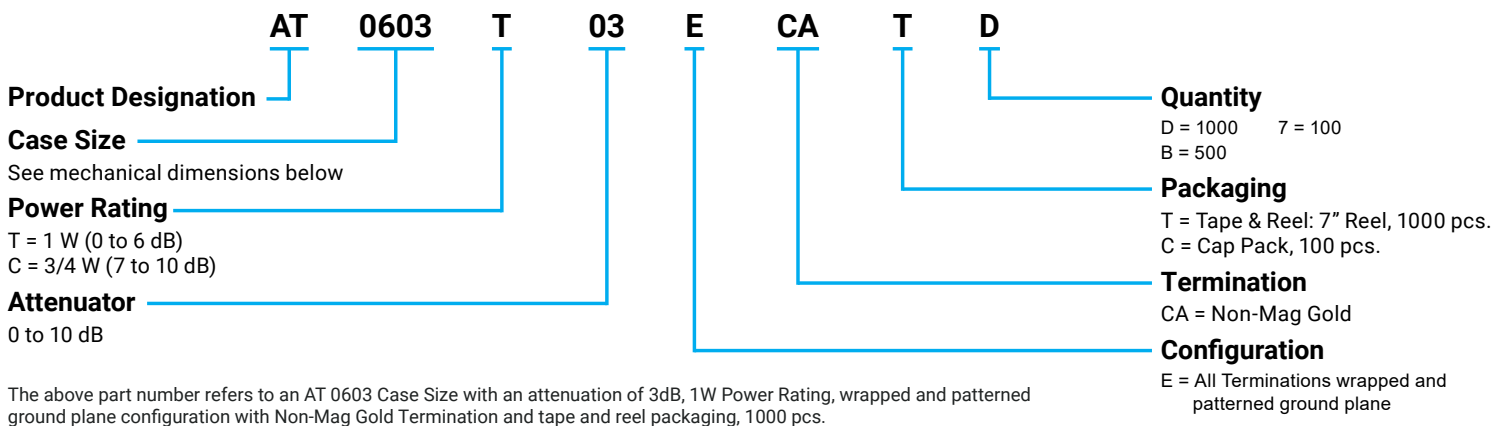 AT 0603 T 03 E CA T D
Product Designation
Case Size
See mechanical dimensions below
Power Rating
T = 1 W (0 to 6 dB)
C = 3/4 W (7 to 10 dB)
Attenuator
0 to 10 dB
Quantity
D = 1000 7 = 100
B = 500
Packaging
T = Tape & Reel: 7” Reel, 1000 pcs.
C = Cap Pack, 100 pcs.
Termination
CA = Non-Mag Gold
Configuration
E = All Terminations wrapped and
patterned ground plane
The above part number refers to an AT 0603 Case Size with an attenuation of 3dB, 1W Power Rating, wrapped and patterned
ground plane configuration with Non-Mag Gold Termination and tape and reel packaging, 1000 pcs.